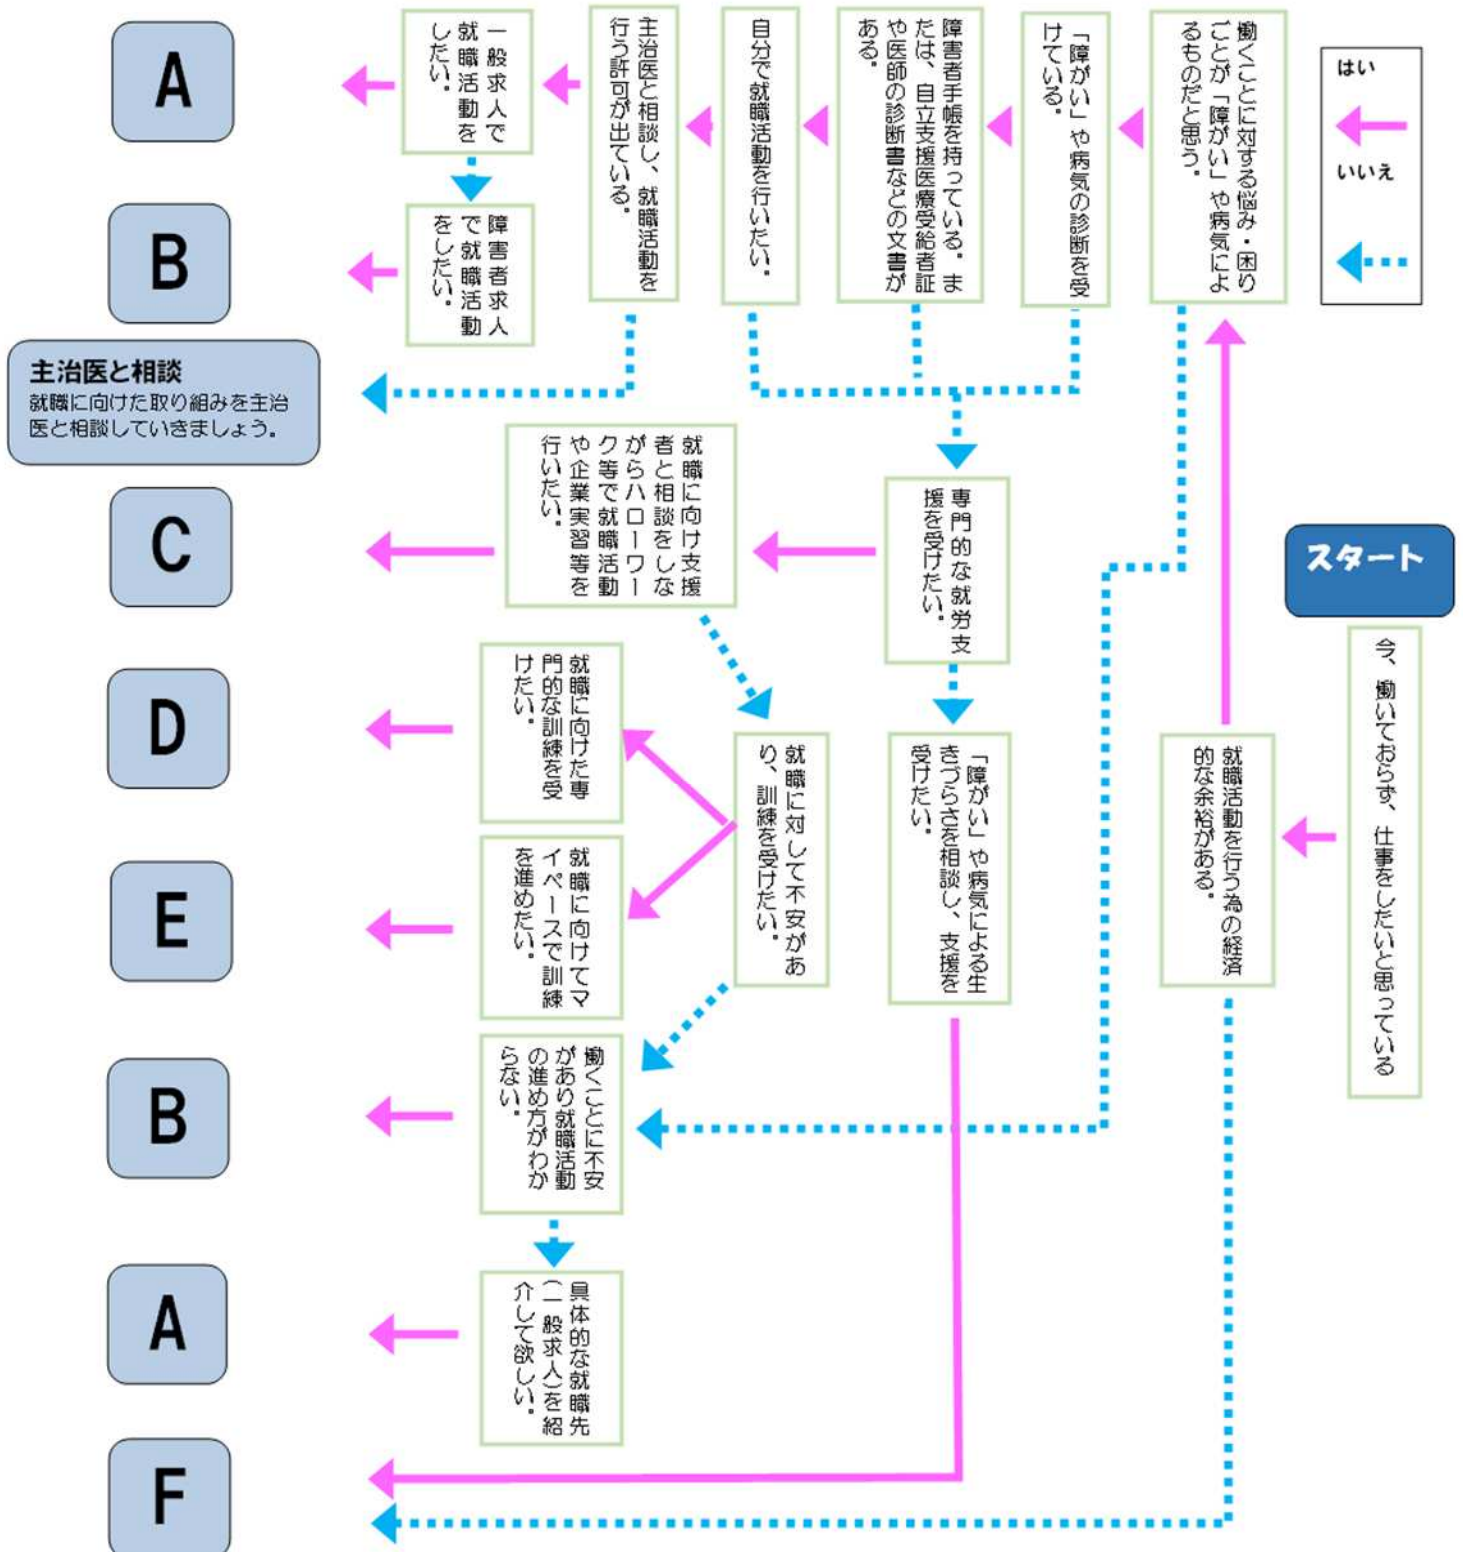 はい
いいえ
スタート
今、働いておらず、仕事をしたいと思っている
就職活動を行う為の経済
的な余裕がある。
働くことに対する悩み・困り
ごとが「障がい」や病気によ
るものだと思う。
「障がい」や病気の診断を受
けている。
障害者手帳を持っている。ま
たは、自立支援医療受給者証
や医師の診断書などの文書が
ある。
自分で就職活動を行いたい。
主治医と相談し、就職活動を
行う許可が出ている。
一般求人で
就職活動を
したい。
障害者求人
で就職活動
をしたい。
専門的な就労支
援を受けたい。
就職に向け支援
者と相談をしな
がらハローワー
ク等で就職活動
や企業実習等を
行いたい。
「障がい」や病気による生
きづらさを相談し、支援を
受けたい。
就職に対して不安があ
り、訓練を受けたい。
就職に向けた専
門的な訓練を受
けたい。
就職に向けてマ
イペースで訓練
を進めたい。
働くことに不安
があり就職活動
の進め方がわか
らない。
具体的な就職先
(一般求人)を紹
介して欲しい。
A
B
主治医と相談
就職に向けた取り組みを主治
医と相談していきましょう。
C
D
E
B
A
F